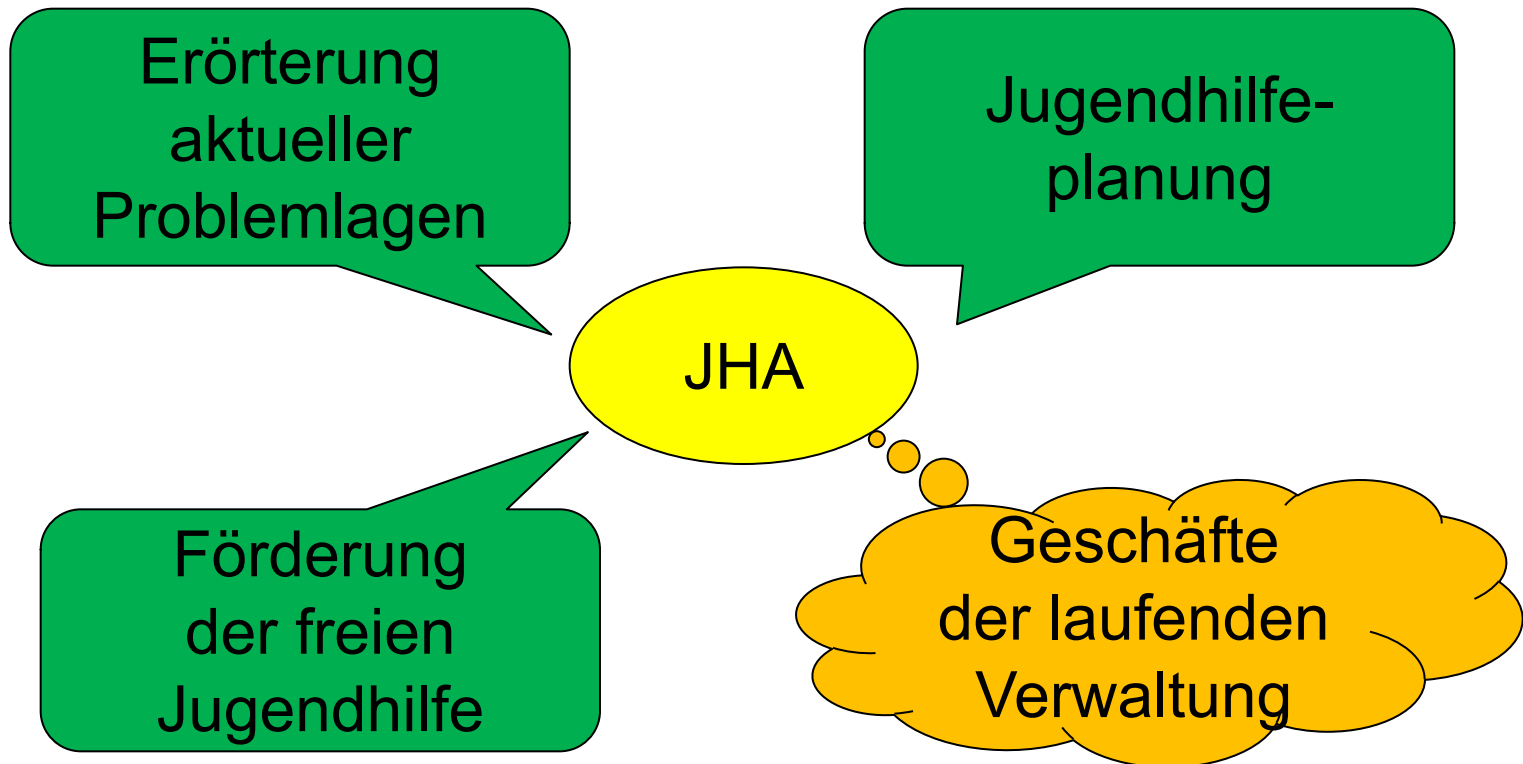 Erörterung
aktueller
Problemlagen
Jugendhilfe-
planung
JHA
Förderung
der freien
Jugendhilfe
Geschäfte
der laufenden
Verwaltung